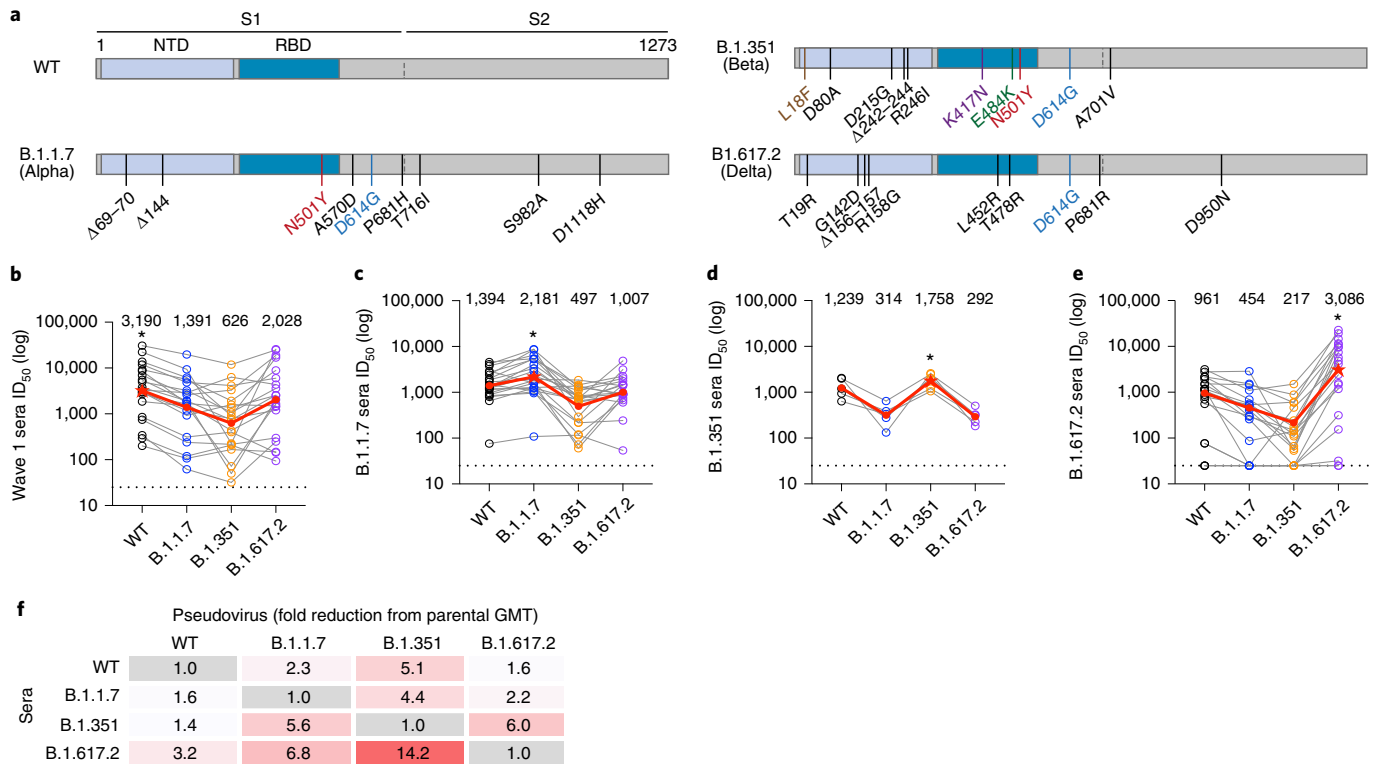 a
S1
S2
1
NTD
RBD
1273
WT
B.1.1.7
(Alpha)
Δ69–70
Δ144
N501Y
A570D
D614G
P681H
T716I
S982A
D1118H
B.1.351
(Beta)
L18F
D80A
D215G
Δ242–244
R246I
K417N
E484K
N501Y
D614G
A701V
B1.617.2
(Delta)
T19R
G142D
Δ156–157
R158G
L452R
T478R
D614G
P681R
D950N
b
Wave 1 sera ID50 (log)
100,000
10,000
1,000
100
10
3,190 1,391 626 2,028
*
WT
B.1.1.7
B.1.351
B.1.617.2
c
B.1.1.7 sera ID50 (log)
100,000
10,000
1,000
100
10
1,394 2,181 497 1,007
*
WT
B.1.1.7
B.1.351
B.1.617.2
d
B.1.351 sera ID50 (log)
100,000
10,000
1,000
100
10
1,239 314 1,758 292
*
WT
B.1.1.7
B.1.351
B.1.617.2
e
B.1.617.2 sera ID50 (log)
100,000
10,000
1,000
100
10
961 454 217 3,086
*
WT
B.1.1.7
B.1.351
B.1.617.2
f
Pseudovirus (fold reduction from parental GMT)
WT B.1.1.7 B.1.351 B.1.617.2
Sera
WT 1.0 2.3 5.1 1.6
B.1.1.7 1.6 1.0 4.4 2.2
B.1.351 1.4 5.6 1.0 6.0
B.1.617.2 3.2 6.8 14.2 1.0